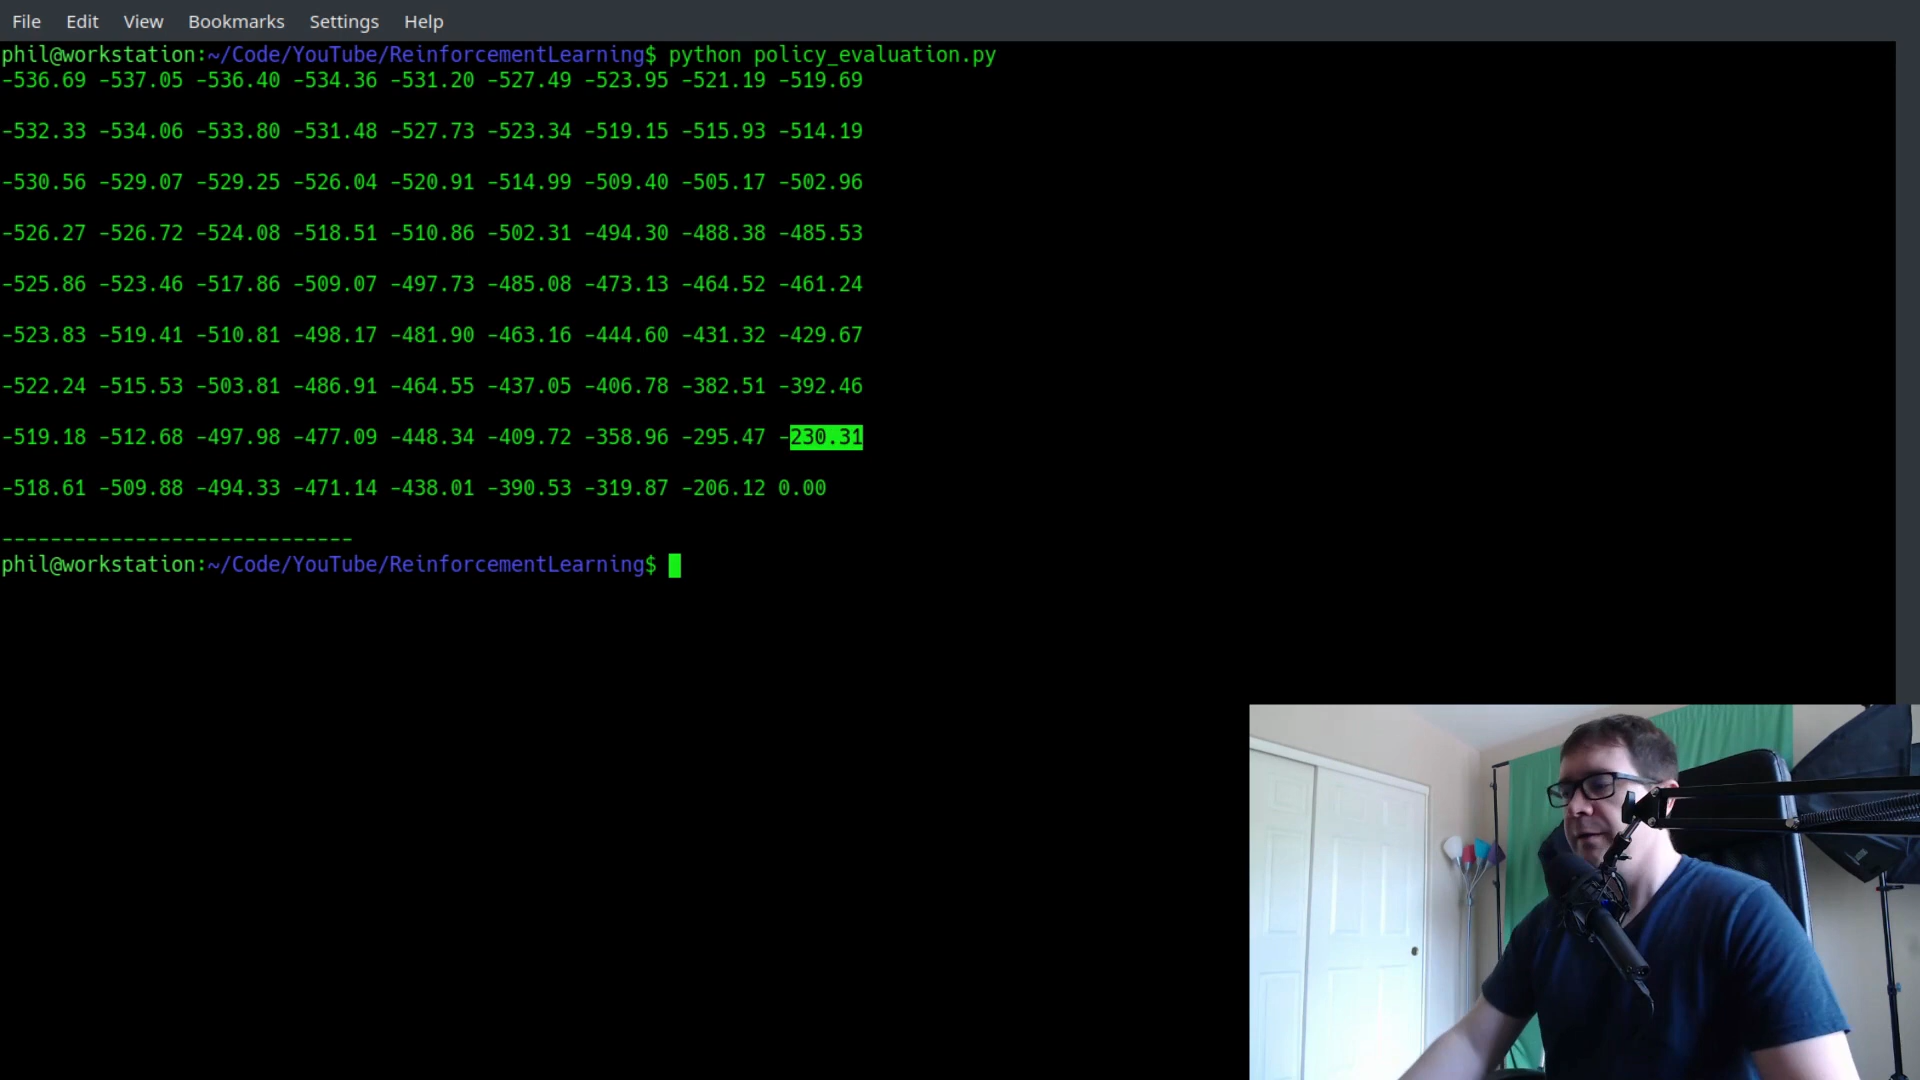 File Edit View Bookmarks Settings Help
phil@workstation:~/Code/YouTube/ReinforcementLearning$ python policy_evaluation.py
-536.69 -537.05 -536.40 -534.36 -531.20 -527.49 -523.95 -521.19 -519.69
-532.33 -534.06 -533.80 -531.48 -527.73 -523.34 -519.15 -515.93 -514.19
-530.56 -529.07 -529.25 -526.04 -520.91 -514.99 -509.40 -505.17 -502.96
-526.27 -526.72 -524.08 -518.51 -510.86 -502.31 -494.30 -488.38 -485.53
-525.86 -523.46 -517.86 -509.07 -497.73 -485.08 -473.13 -464.52 -461.24
-523.83 -519.41 -510.81 -498.17 -481.90 -463.16 -444.60 -431.32 -429.67
-522.24 -515.53 -503.81 -486.91 -464.55 -437.05 -406.78 -382.51 -392.46
-519.18 -512.68 -497.98 -477.09 -448.34 -409.72 -358.96 -295.47 -230.31
-518.61 -509.88 -494.33 -471.14 -438.01 -390.53 -319.87 -206.12 0.00
-----------------------------
phil@workstation:~/Code/YouTube/ReinforcementLearning$